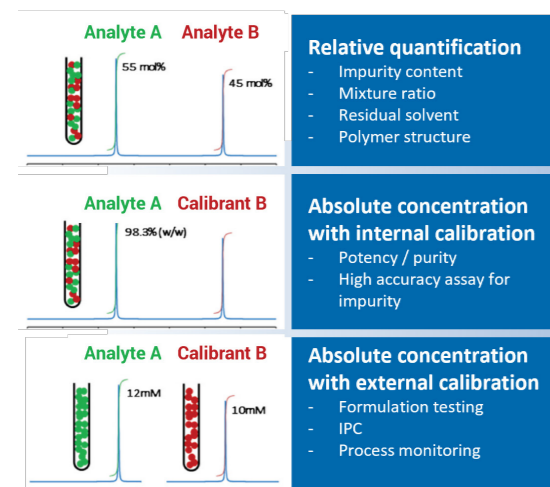 Analyte A Analyte B
55 mol%
45 mol%
Relative quantification
- Impurity content
- Mixture ratio
- Residual solvent
- Polymer structure
Analyte A Calibrant B
98.3% (w/w)
Absolute concentration
with internal calibration
- Potency / purity
- High accuracy assay for
impurity
Analyte A Calibrant B
12mM
10mM
Absolute concentration
with external calibration
- Formulation testing
- IPC
- Process monitoring